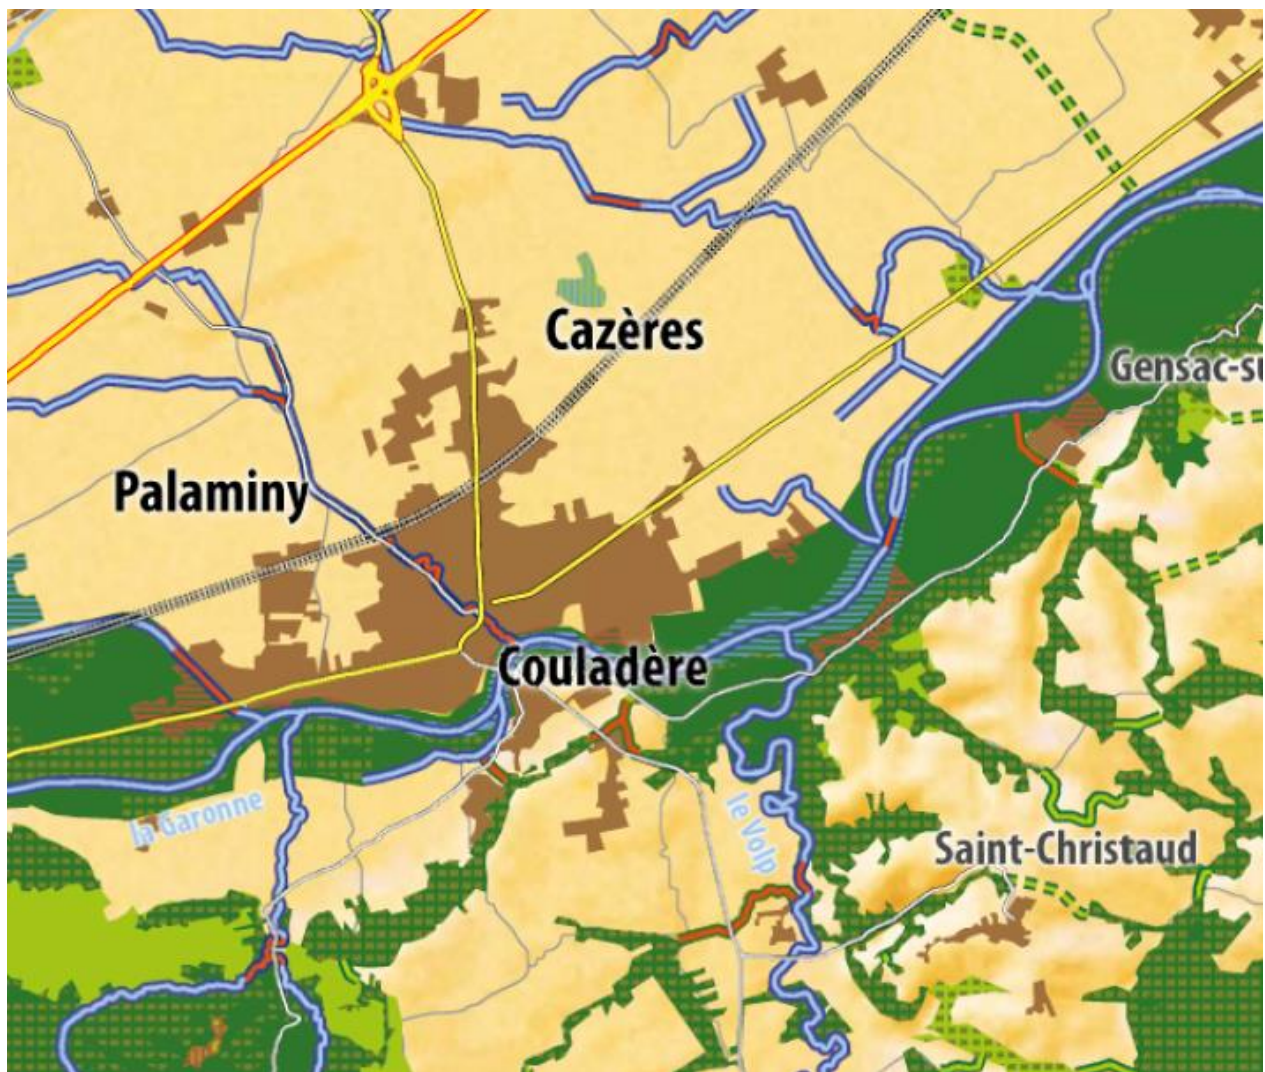 Cazères
Gensac-su
Palaminy
Couladère
la Garonne
le Volp
Saint-Christaud